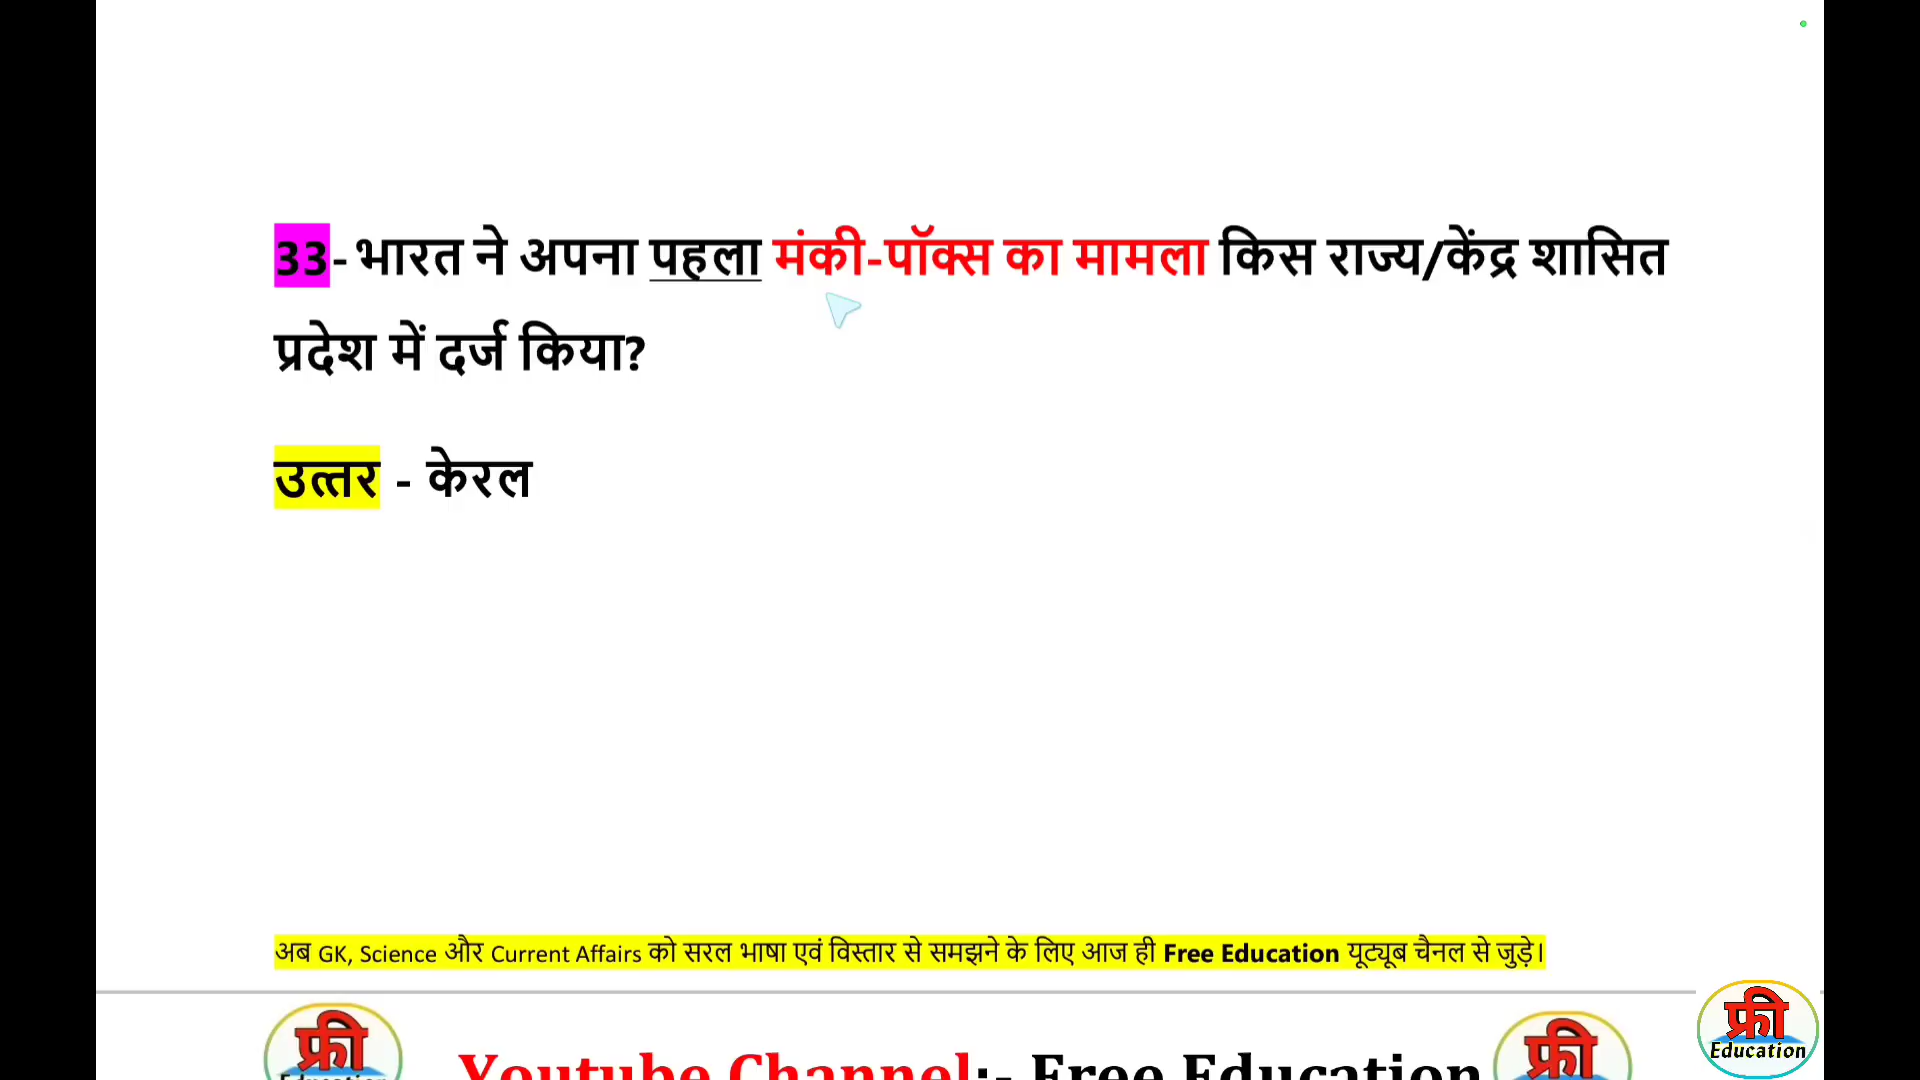 33- भारत ने अपना पहला मंकी-पॉक्स का मामला किस राज्य/केंद्र शासित
प्रदेश में दर्ज किया?
उत्तर - केरल
अब GK, Science और Current Affairs को सरल भाषा एवं विस्तार से समझने के लिए आज ही Free Education यूट्यूब चैनल से जुड़े।
फ्री
Education
Youtube Channel:- Free Education
फ्री
फ्री
Education